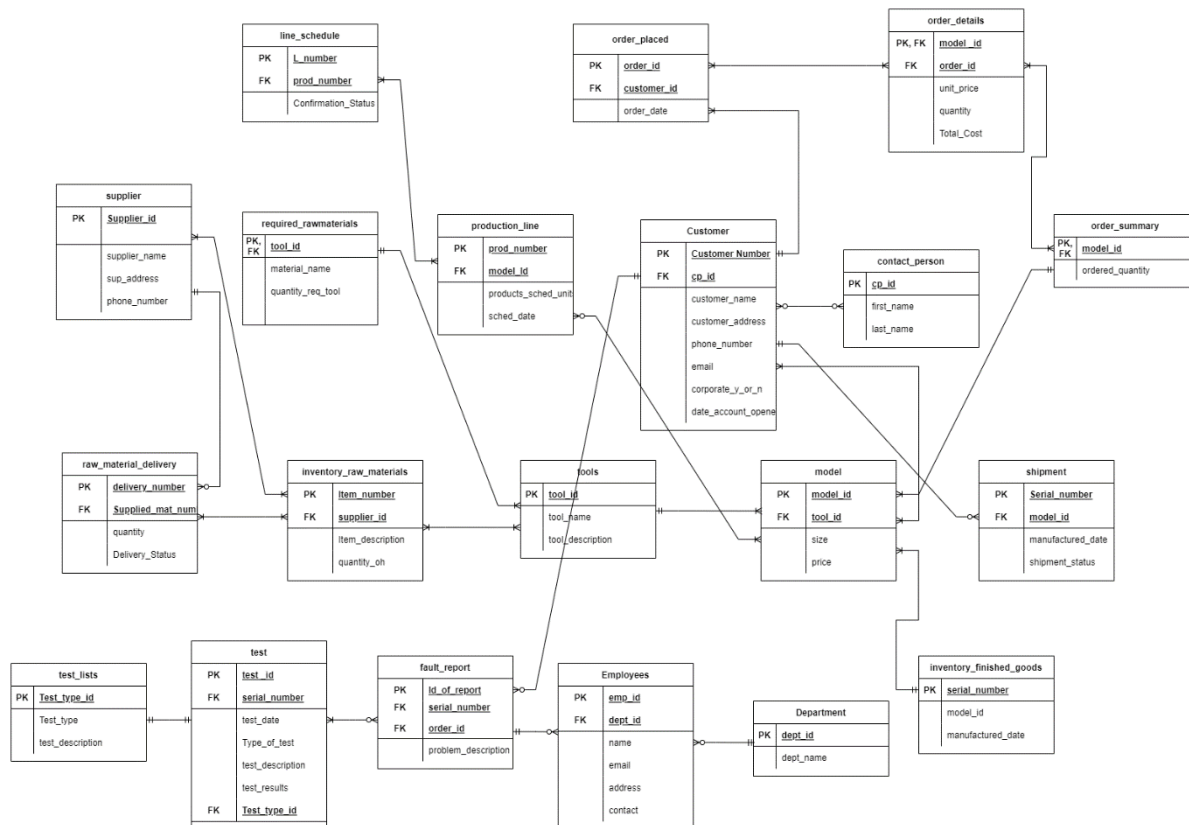 line_schedule
PK L_number
FK prod_number
Confirmation_Status
order_placed
PK order_id
FK customer_id
order_date
order_details
PK, FK model_id
FK order_id
unit_price
quantity
Total_Cost
supplier
PK Supplier_id
supplier_name
sup_address
phone_number
required_rawmaterials
PK,
FK tool_id
material_name
quantity_req_tool
production_line
PK prod_number
FK model_Id
products_sched_unit
sched_date
Customer
PK Customer Number
FK cp_id
customer_name
customer_address
phone_number
email
corporate_y_or_n
date_account_opene
contact_person
PK cp_id
first_name
last_name
order_summary
PK,
FK model_id
ordered_quantity
raw_material_delivery
PK delivery_number
FK Supplied_mat_num
quantity
Delivery_Status
inventory_raw_materials
PK Item_number
FK supplier_id
Item_description
quantity_oh
tools
PK tool_id
tool_name
tool_description
model
PK model_id
FK tool_id
size
price
shipment
PK Serial_number
FK model_id
manufactured_date
shipment_status
test_lists
PK Test_type_id
Test_type
test_description
test
PK test_id
FK serial_number
test_date
Type_of_test
test_description
test_results
FK Test_type_id
fault_report
PK Id_of_report
FK serial_number
FK order_id
problem_description
Employees
PK emp_id
FK dept_id
name
email
address
contact
Department
PK dept_id
dept_name
inventory_finished_goods
PK serial_number
model_id
manufactured_date